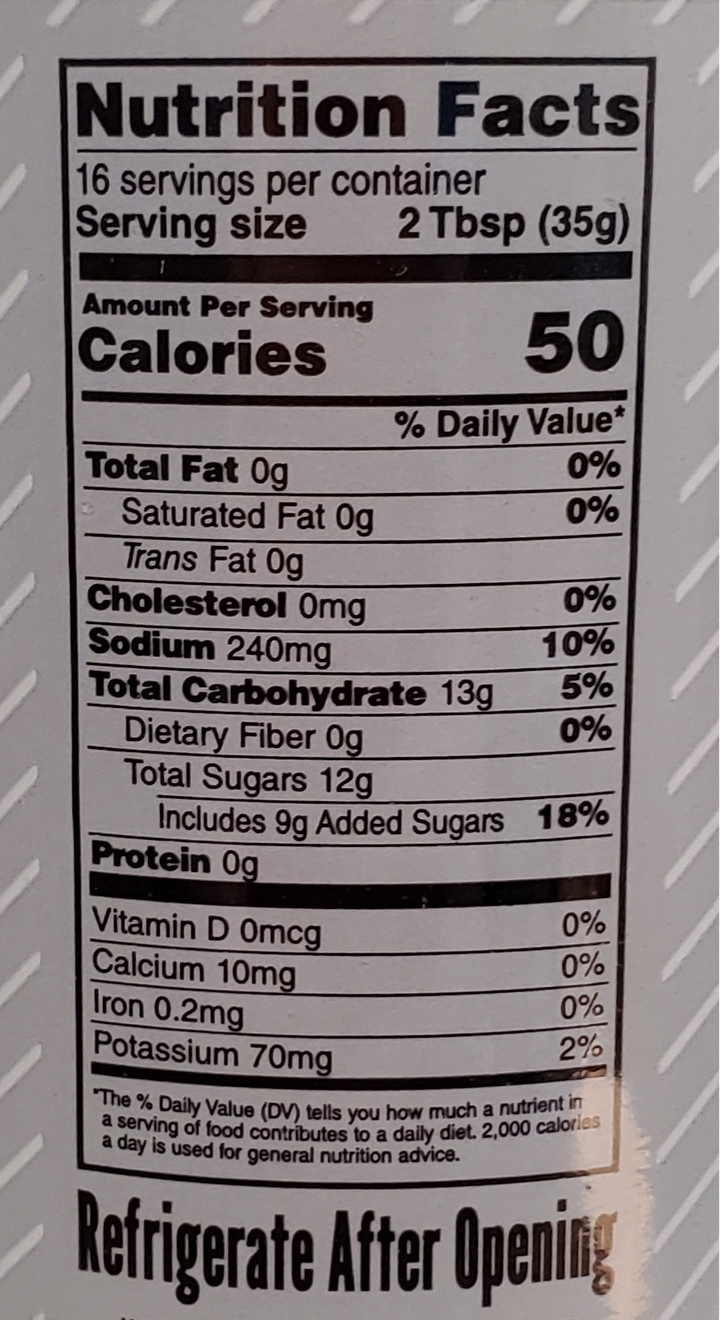 Nutrition Facts
16 servings per container
Serving size 2 Tbsp (35g)
Amount Per Serving
Calories 50
% Daily Value*
Total Fat 0g 0%
Saturated Fat 0g 0%
Trans Fat 0g
Cholesterol 0mg 0%
Sodium 240mg 10%
Total Carbohydrate 13g 5%
Dietary Fiber 0g 0%
Total Sugars 12g
Includes 9g Added Sugars 18%
Protein 0g
Vitamin D 0mcg 0%
Calcium 10mg 0%
Iron 0.2mg 0%
Potassium 70mg 2%
*The % Daily Value (DV) tells you how much a nutrient in
a serving of food contributes to a daily diet. 2,000 calories
a day is used for general nutrition advice.
Refrigerate After Opening